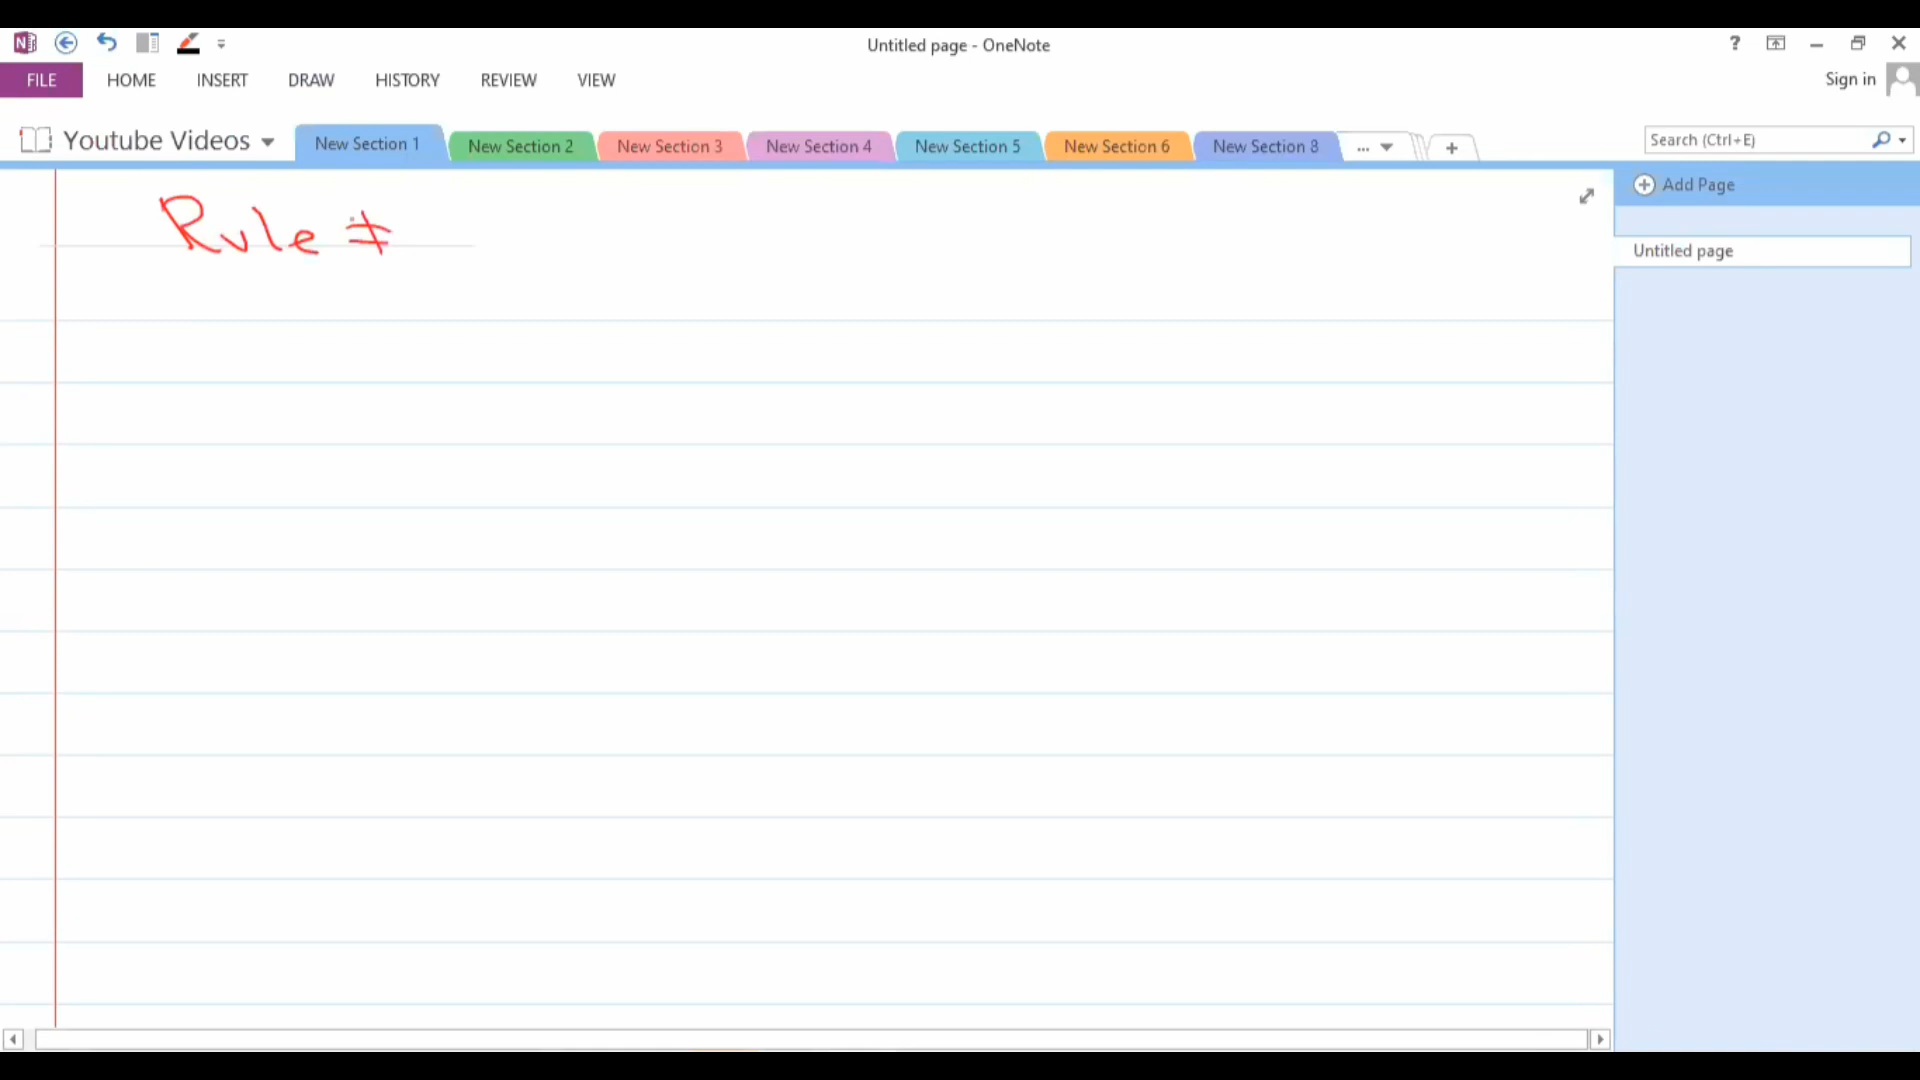 Untitled page - OneNote
FILE HOME INSERT DRAW HISTORY REVIEW VIEW Sign in
Youtube Videos New Section 1 New Section 2 New Section 3 New Section 4 New Section 5 New Section 6 New Section 8 ... Search (Ctrl+E)
Add Page
Rule #
Untitled page